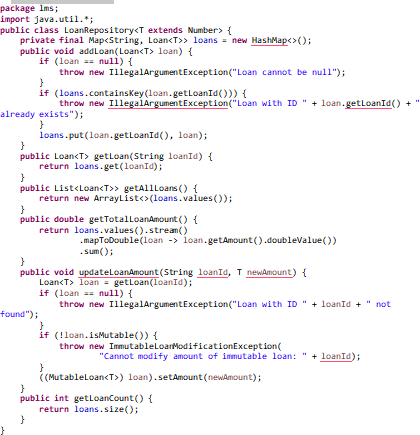 package lms;
import java.util.*;
public class LoanRepository<T extends Number> {
    private final Map<String, Loan<T>> loans = new HashMap<>();
    public void addLoan(Loan<T> loan) {
        if (loan == null) {
            throw new IllegalArgumentException("Loan cannot be null");
        }
        if (loans.containsKey(loan.getLoanId())) {
            throw new IllegalArgumentException("Loan with ID " + loan.getLoanId() + "
already exists");
        }
        loans.put(loan.getLoanId(), loan);
    }
    public Loan<T> getLoan(String loanId) {
        return loans.get(loanId);
    }
    public List<Loan<T>> getAllLoans() {
        return new ArrayList<>(loans.values());
    }
    public double getTotalLoanAmount() {
        return loans.values().stream()
                .mapToDouble(loan -> loan.getAmount().doubleValue())
                .sum();
    }
    public void updateLoanAmount(String loanId, T newAmount) {
        Loan<T> loan = getLoan(loanId);
        if (loan == null) {
            throw new IllegalArgumentException("Loan with ID " + loanId + " not
found");
        }
        if (!loan.isMutable()) {
            throw new ImmutableLoanModificationException(
                    "Cannot modify amount of immutable loan: " + loanId);
        }
        ((MutableLoan<T>) loan).setAmount(newAmount);
    }
    public int getLoanCount() {
        return loans.size();
    }
}